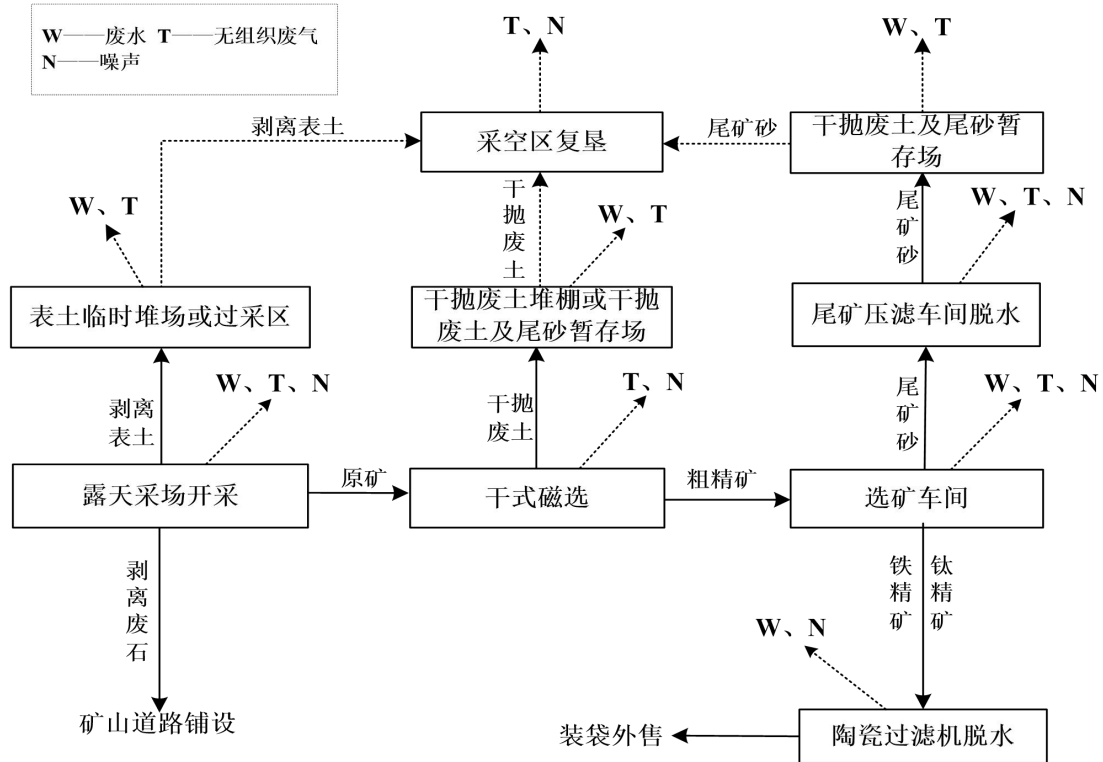 W——废水 T——无组织废气
N——噪声
T、N
W、T
剥离表土
采空区复垦
尾矿砂
干抛废土及尾砂暂
存场
W、T
干抛废土
W、T
尾矿砂
W、T、N
表土临时堆场或过采区
干抛废土堆棚或干抛
废土及尾砂暂存场
尾矿压滤车间脱水
剥离
表土
W、T、N
干抛
废土
T、N
尾矿砂
W、T、N
露天采场开采
原矿
干式磁选
粗精矿
选矿车间
剥离废石
铁精矿
钛精矿
W、N
矿山道路铺设
装袋外售
陶瓷过滤机脱水